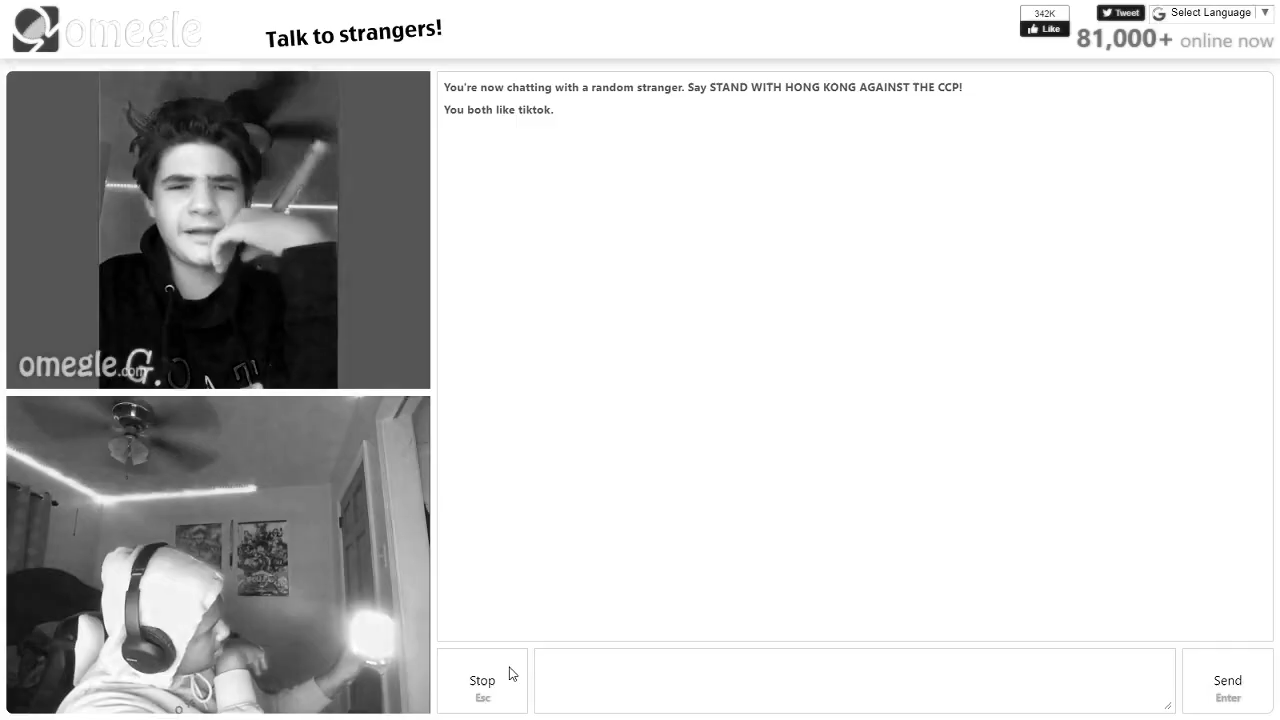 omegle
Talk to strangers!
342K
Like
Tweet
Select Language
81,000+ online now
You're now chatting with a random stranger. Say STAND WITH HONG KONG AGAINST THE CCP!
You both like tiktok.
omegle.com
G.O.A.T
Stop
Esc
Send
Enter